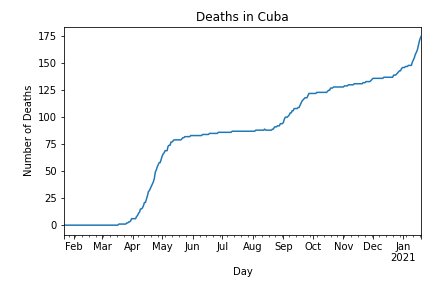 Deaths in Cuba
Number of Deaths
175
150
125
100
75
50
25
0
Feb Mar Apr May Jun Jul Aug Sep Oct Nov Dec Jan
2021
Day